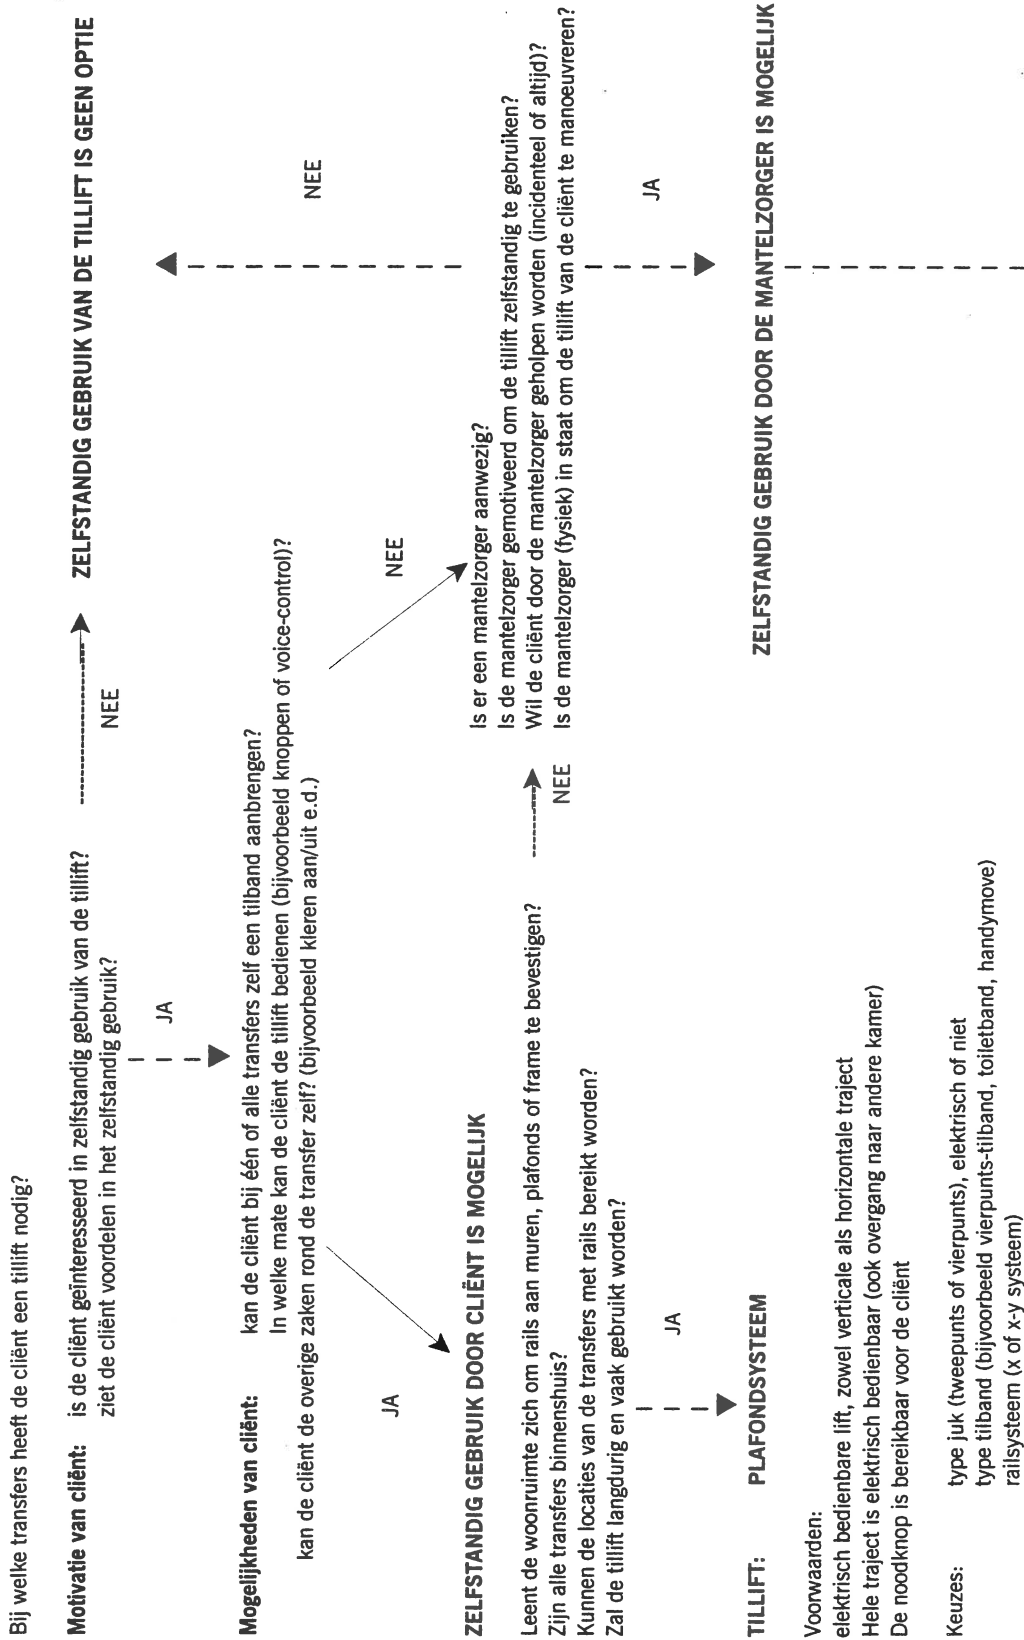 Bij welke transfers heeft de cliënt een tillift nodig?
Motivatie van cliënt: is de cliënt geïnteresseerd in zelfstandig gebruik van de tillift?
ziet de cliënt voordelen in het zelfstandig gebruik?
NEE
ZELFSTANDIG GEBRUIK VAN DE TILLIFT IS GEEN OPTIE
JA
Mogelijkheden van cliënt: kan de cliënt bij één of alle transfers zelf een tilband aanbrengen?
In welke mate kan de cliënt de tillift bedienen (bijvoorbeeld knoppen of voice-control)?
kan de cliënt de overige zaken rond de transfer zelf? (bijvoorbeeld kleren aan/uit e.d.)
NEE
JA
NEE
ZELFSTANDIG GEBRUIK DOOR CLIËNT IS MOGELIJK
Leent de woonruimte zich om rails aan muren, plafonds of frame te bevestigen?
Zijn alle transfers binnenshuis?
Kunnen de locaties van de transfers met rails bereikt worden?
Zal de tillift langdurig en vaak gebruikt worden?
NEE
Is er een mantelzorger aanwezig?
Is de mantelzorger gemotiveerd om de tillift zelfstandig te gebruiken?
Wil de cliënt door de mantelzorger geholpen worden (incidenteel of altijd)?
Is de mantelzorger (fysiek) in staat om de tillift van de cliënt te manoeuvreren?
JA
JA
TILLIFT: PLAFONDSYSTEEM
ZELFSTANDIG GEBRUIK DOOR DE MANTELZORGER IS MOGELIJK
Voorwaarden:
elektrisch bedienbare lift, zowel verticale als horizontale traject
Hele traject is elektrisch bedienbaar (ook overgang naar andere kamer)
De noodknop is bereikbaar voor de cliënt
Keuzes: type juk (tweepunts of vierpunts), elektrisch of niet
type tilband (bijvoorbeeld vierpunts-tilband, toiletband, handymove)
railsysteem (x of x-y systeem)